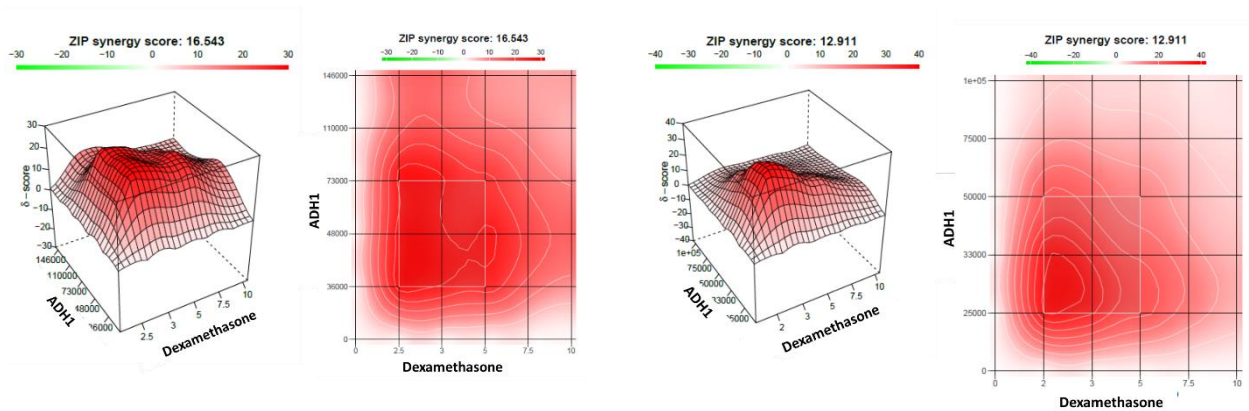 ZIP synergy score: 16.543
-30 -20 -10 0 10 20 30
30
20
10
0
-10
-20
-30
δ-score
146000
110000
73000
48000
36000
ADH1
2.5 3 5 7.5 10
Dexamethasone
ZIP synergy score: 16.543
-30 -20 -10 0 10 20 30
146000
110000
73000
48000
36000
0
ADH1
0 2.5 3 5 7.5 10
Dexamethasone
ZIP synergy score: 12.911
-40 -20 0 20 40
40
30
20
10
0
-10
-20
-30
-40
δ-score
1e+05
75000
50000
33000
ADH1
2 3 5 7.5 10
Dexamethasone
ZIP synergy score: 12.911
-40 -20 0 20 40
1e+05
75000
50000
33000
25000
0
ADH1
0 2 3 5 7.5 10
Dexamethasone